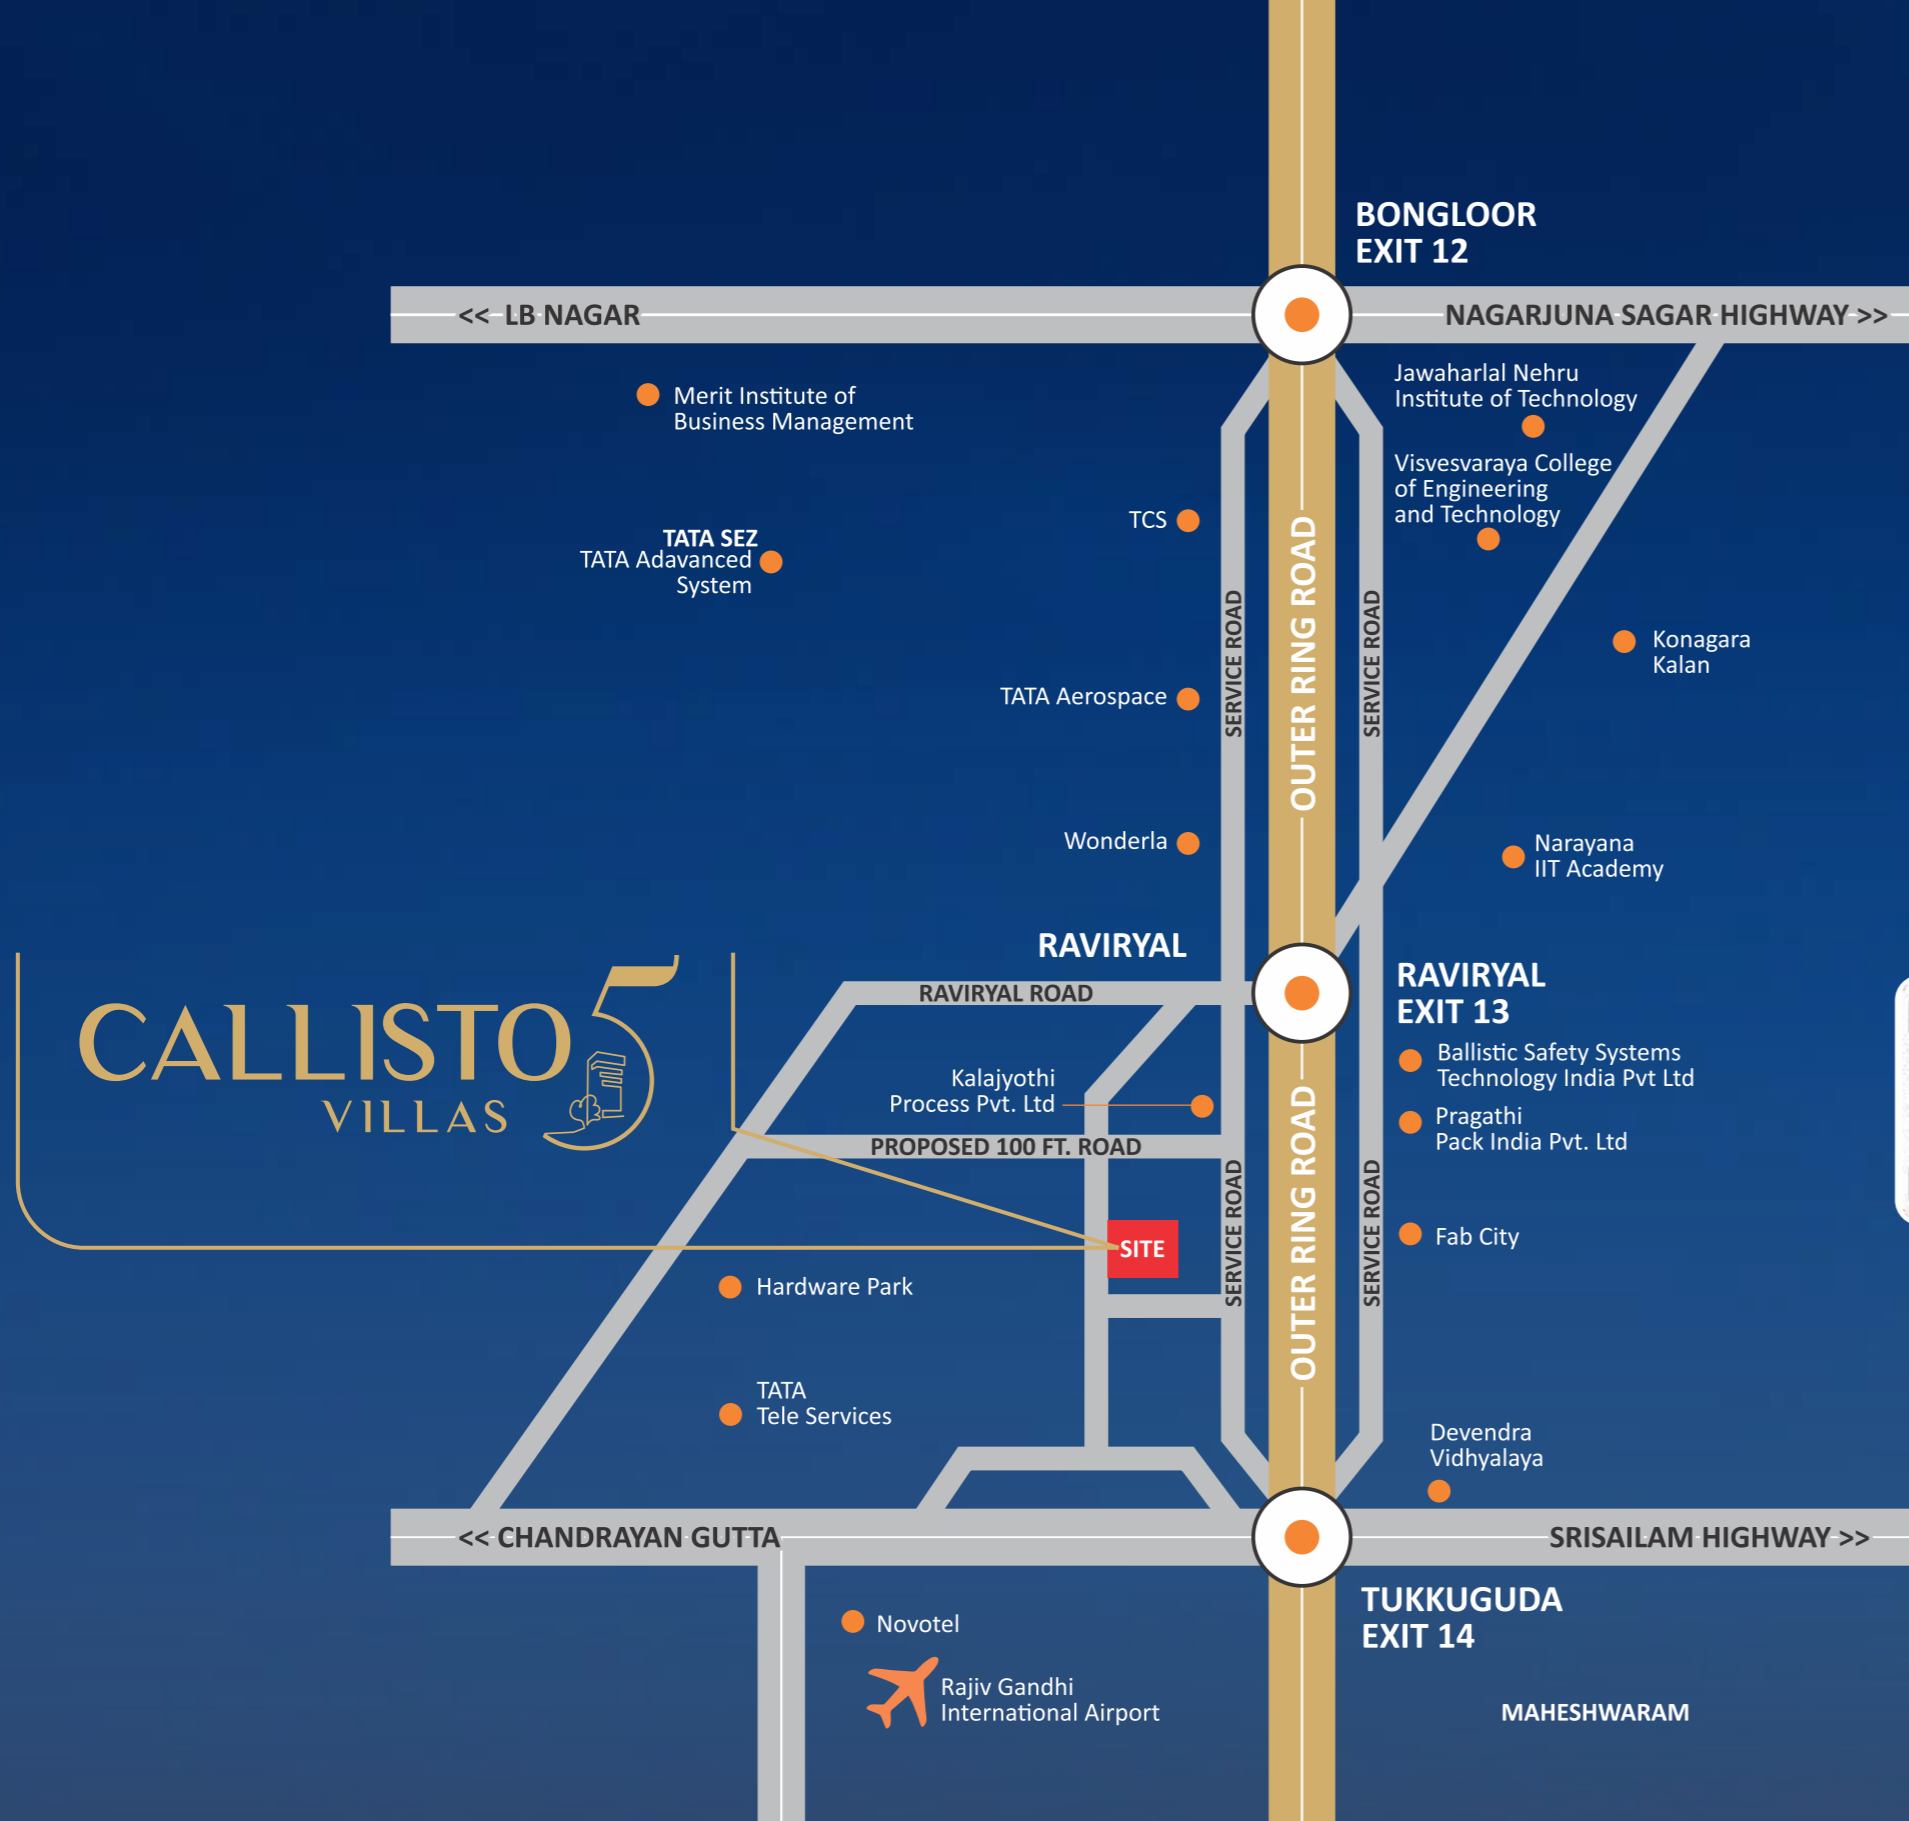 BONGLOOR
EXIT 12
<< LB NAGAR
NAGARJUNA SAGAR HIGHWAY >>
Merit Institute of
Business Management
Jawaharlal Nehru
Institute of Technology
Visvesvaraya College
of Engineering
and Technology
TCS
TATA SEZ
TATA Adavanced
System
SERVICE ROAD
OUTER RING ROAD
SERVICE ROAD
Konagara
Kalan
TATA Aerospace
Wonderla
Narayana
IIT Academy
RAVIRYAL
RAVIRYAL ROAD
RAVIRYAL
EXIT 13
CALLISTO 5
VILLAS
Kalajyothi
Process Pvt. Ltd
Ballistic Safety Systems
Technology India Pvt Ltd
Pragathi
Pack India Pvt. Ltd
PROPOSED 100 FT. ROAD
SERVICE ROAD
OUTER RING ROAD
SERVICE ROAD
SITE
Fab City
Hardware Park
TATA
Tele Services
Devendra
Vidhyalaya
<< CHANDRAYAN GUTTA
SRISAILAM HIGHWAY >>
TUKKUGUDA
EXIT 14
Novotel
Rajiv Gandhi
International Airport
MAHESHWARAM